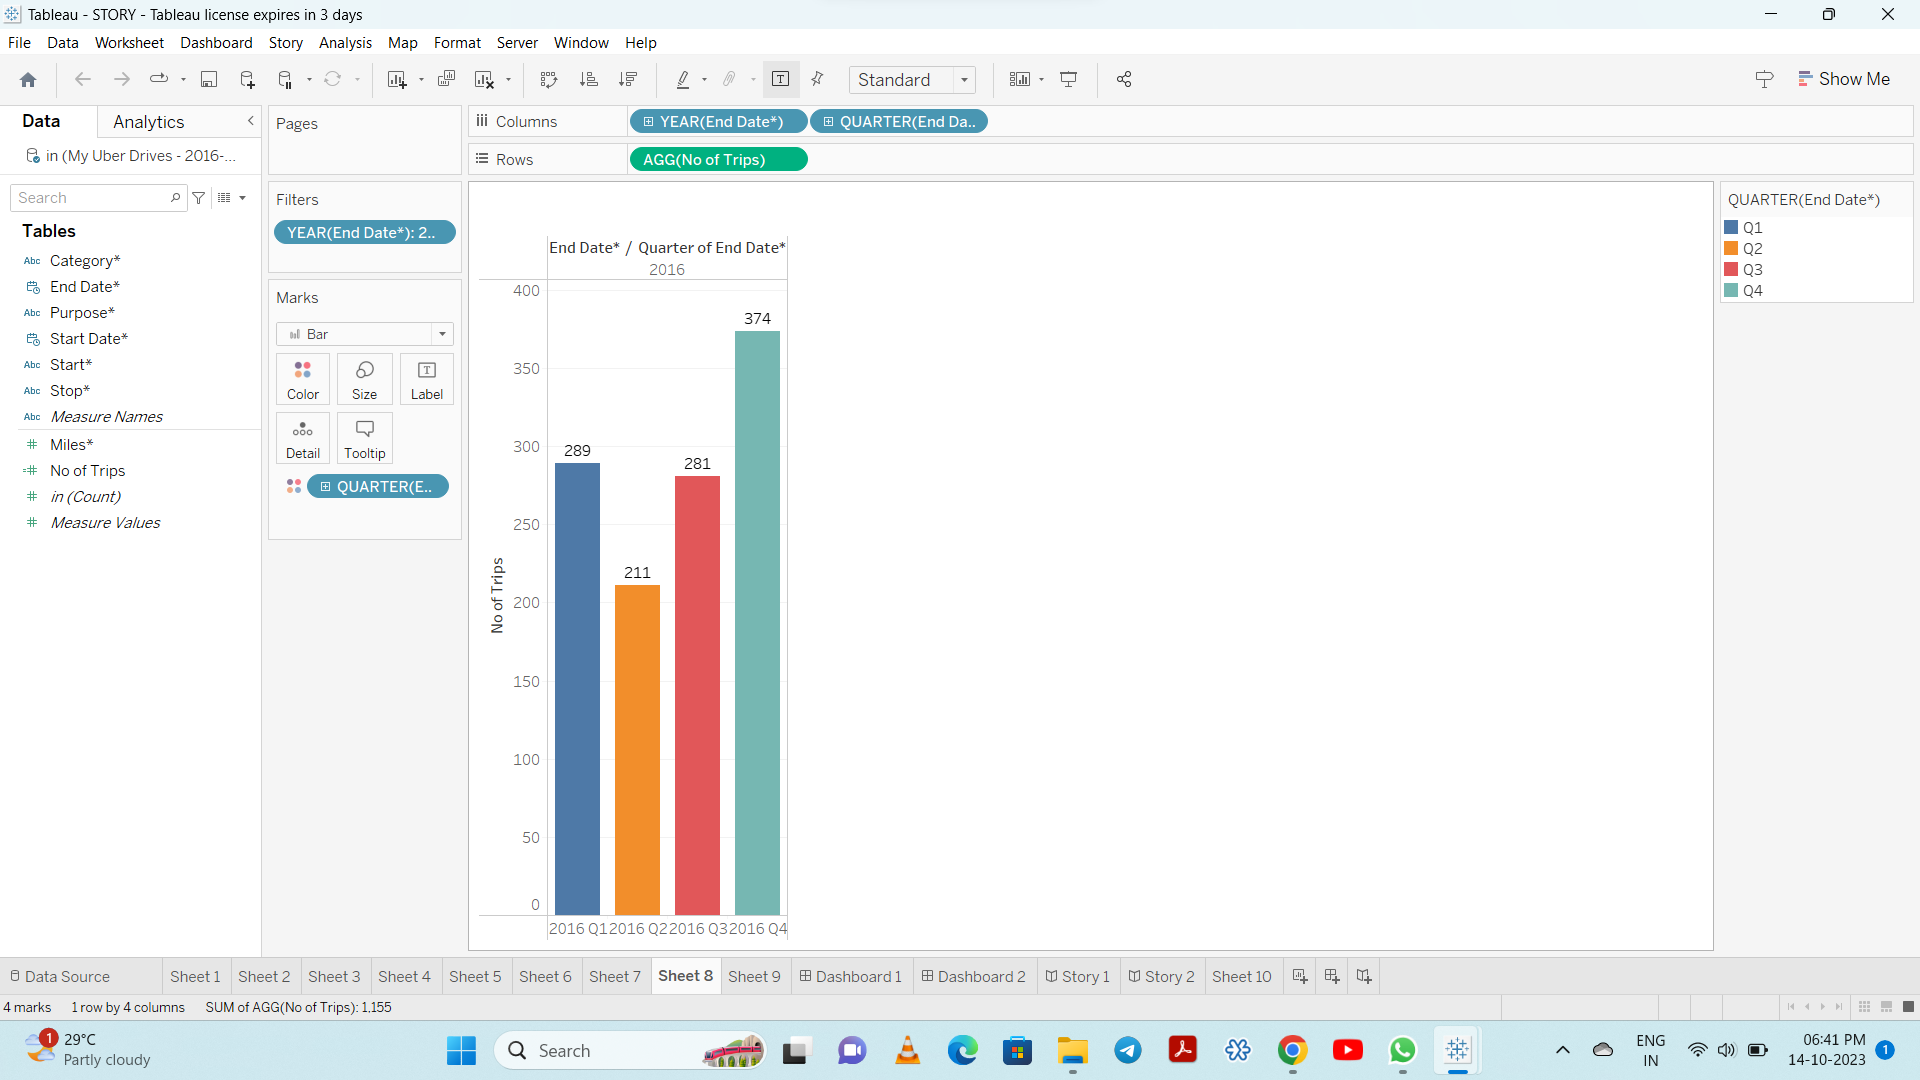 Tableau - STORY - Tableau license expires in 3 days
File Data Worksheet Dashboard Story Analysis Map Format Server Window Help
Standard
Show Me
Data
Analytics
in (My Uber Drives - 2016-...
Search
Tables
Abc Category*
End Date*
Abc Purpose*
Start Date*
Abc Start*
Abc Stop*
Abc Measure Names
# Miles*
=# No of Trips
# in (Count)
# Measure Values
Pages
Filters
YEAR(End Date*): 2..
Marks
Bar
Color
Size
Label
Detail
Tooltip
QUARTER(E..
Columns
YEAR(End Date*)
QUARTER(End Da..
Rows
AGG(No of Trips)
End Date* / Quarter of End Date*
2016
400
350
300
250
200
150
100
50
0
No of Trips
289
211
281
374
2016 Q1
2016 Q2
2016 Q3
2016 Q4
QUARTER(End Date*)
Q1
Q2
Q3
Q4
Data Source
Sheet 1
Sheet 2
Sheet 3
Sheet 4
Sheet 5
Sheet 6
Sheet 7
Sheet 8
Sheet 9
Dashboard 1
Dashboard 2
Story 1
Story 2
Sheet 10
4 marks
1 row by 4 columns
SUM of AGG(No of Trips): 1,155
1
29°C
Partly cloudy
Search
ENG
IN
06:41 PM
14-10-2023
1